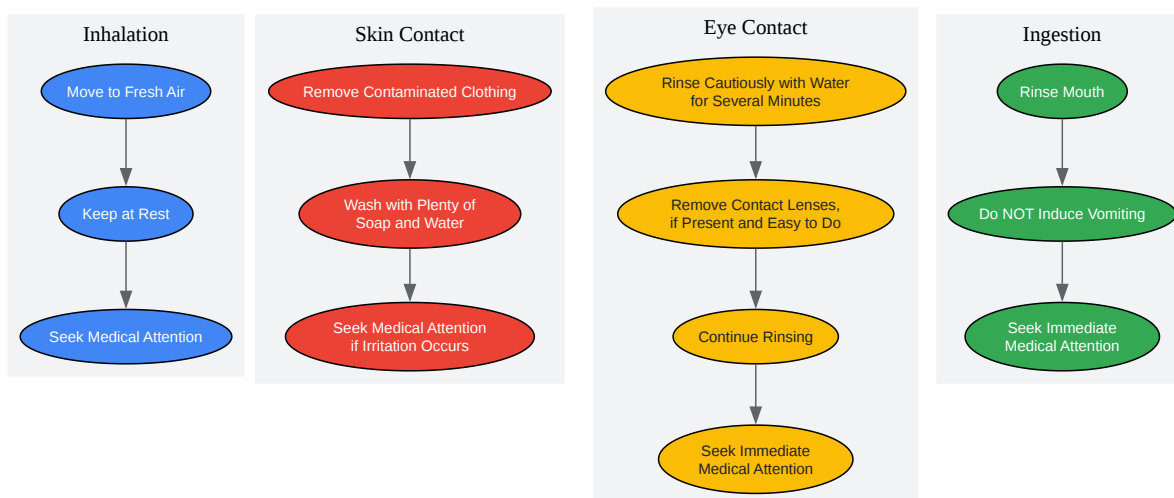 Inhalation
Move to Fresh Air
Keep at Rest
Seek Medical Attention
Skin Contact
Remove Contaminated Clothing
Wash with Plenty of
Soap and Water
Seek Medical Attention
if Irritation Occurs
Eye Contact
Rinse Cautiously with Water
for Several Minutes
Remove Contact Lenses,
if Present and Easy to Do
Continue Rinsing
Seek Immediate
Medical Attention
Ingestion
Rinse Mouth
Do NOT Induce Vomiting
Seek Immediate
Medical Attention